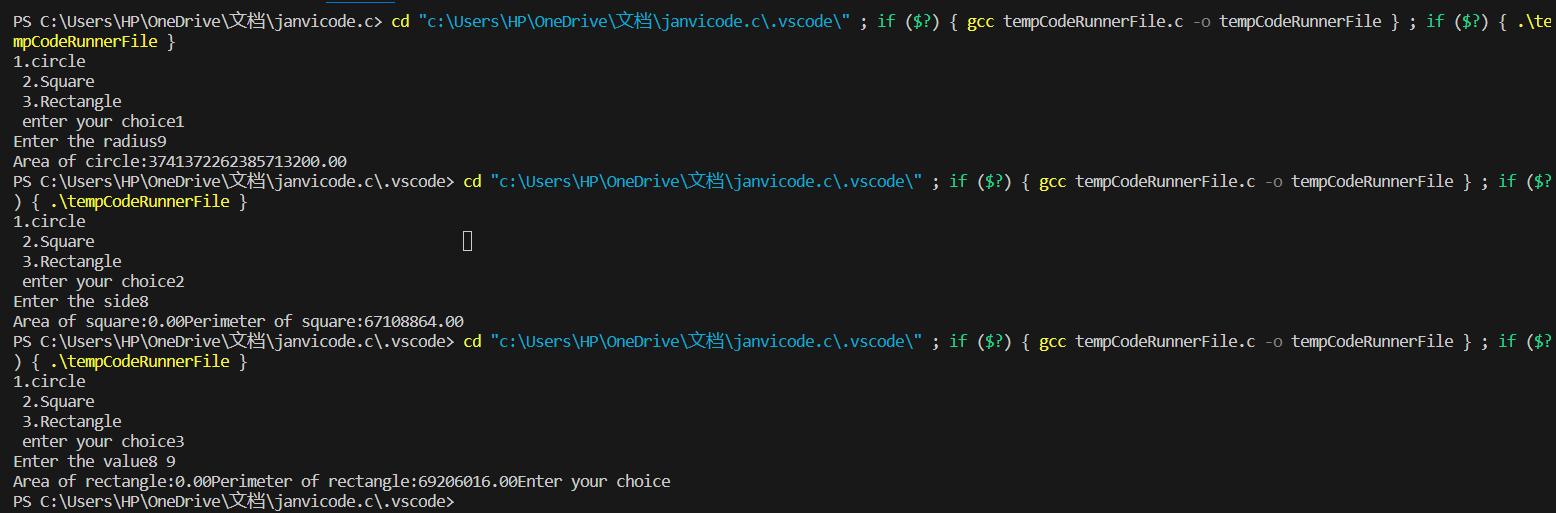 PS C:\Users\HP\OneDrive\文档\janvicode.c> cd "c:\Users\HP\OneDrive\文档\janvicode.c\.vscode\" ; if ($?) { gcc tempCodeRunnerFile.c -o tempCodeRunnerFile } ; if ($?) { .\te
mpCodeRunnerFile }
1.circle
 2.Square
 3.Rectangle
 enter your choice1
Enter the radius9
Area of circle:3741372262385713200.00
PS C:\Users\HP\OneDrive\文档\janvicode.c\.vscode> cd "c:\Users\HP\OneDrive\文档\janvicode.c\.vscode\" ; if ($?) { gcc tempCodeRunnerFile.c -o tempCodeRunnerFile } ; if ($?
) { .\tempCodeRunnerFile }
1.circle
 2.Square
 3.Rectangle
 enter your choice2
Enter the side8
Area of square:0.00Perimeter of square:67108864.00
PS C:\Users\HP\OneDrive\文档\janvicode.c\.vscode> cd "c:\Users\HP\OneDrive\文档\janvicode.c\.vscode\" ; if ($?) { gcc tempCodeRunnerFile.c -o tempCodeRunnerFile } ; if ($?
) { .\tempCodeRunnerFile }
1.circle
 2.Square
 3.Rectangle
 enter your choice3
Enter the value8 9
Area of rectangle:0.00Perimeter of rectangle:69206016.00Enter your choice
PS C:\Users\HP\OneDrive\文档\janvicode.c\.vscode>